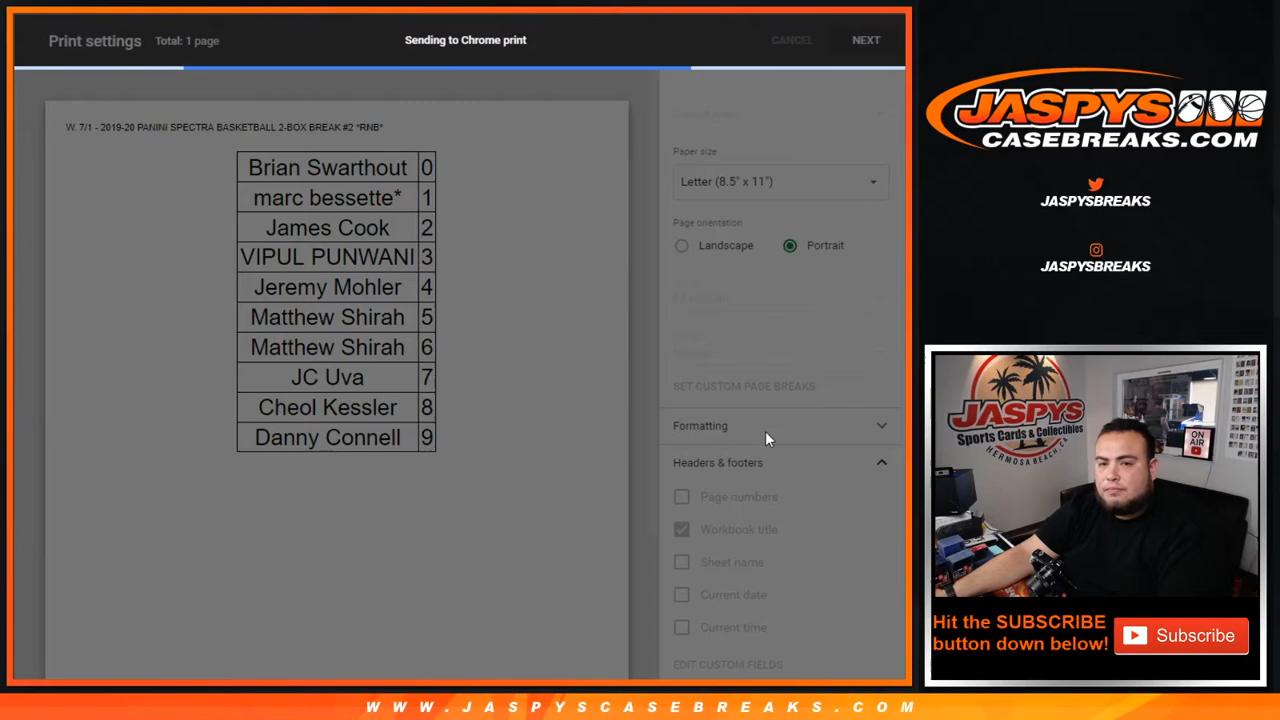 Print settings
Total: 1 page
Sending to Chrome print
CANCEL
NEXT
W. 7/1 - 2019-20 PANINI SPECTRA BASKETBALL 2-BOX BREAK #2 *RNB*
Brian Swarthout 0
marc bessette* 1
James Cook 2
VIPUL PUNWANI 3
Jeremy Mohler 4
Matthew Shirah 5
Matthew Shirah 6
JC Uva 7
Cheol Kessler 8
Danny Connell 9
Paper size
Letter (8.5" x 11")
Page orientation
Landscape
Portrait
SET CUSTOM PAGE BREAKS
Formatting
Headers & footers
Page numbers
Workbook title
Sheet name
Current date
Current time
EDIT CUSTOM FIELDS
JASPYS
CASEBREAKS.COM
JASPYSBREAKS
JASPYSBREAKS
JASPYS
Sports Cards & Collectibles
HERMOSA BEACH, CA
ON AIR
Hit the SUBSCRIBE
button down below!
Subscribe
WWW.JASPYSCASEBREAKS.COM